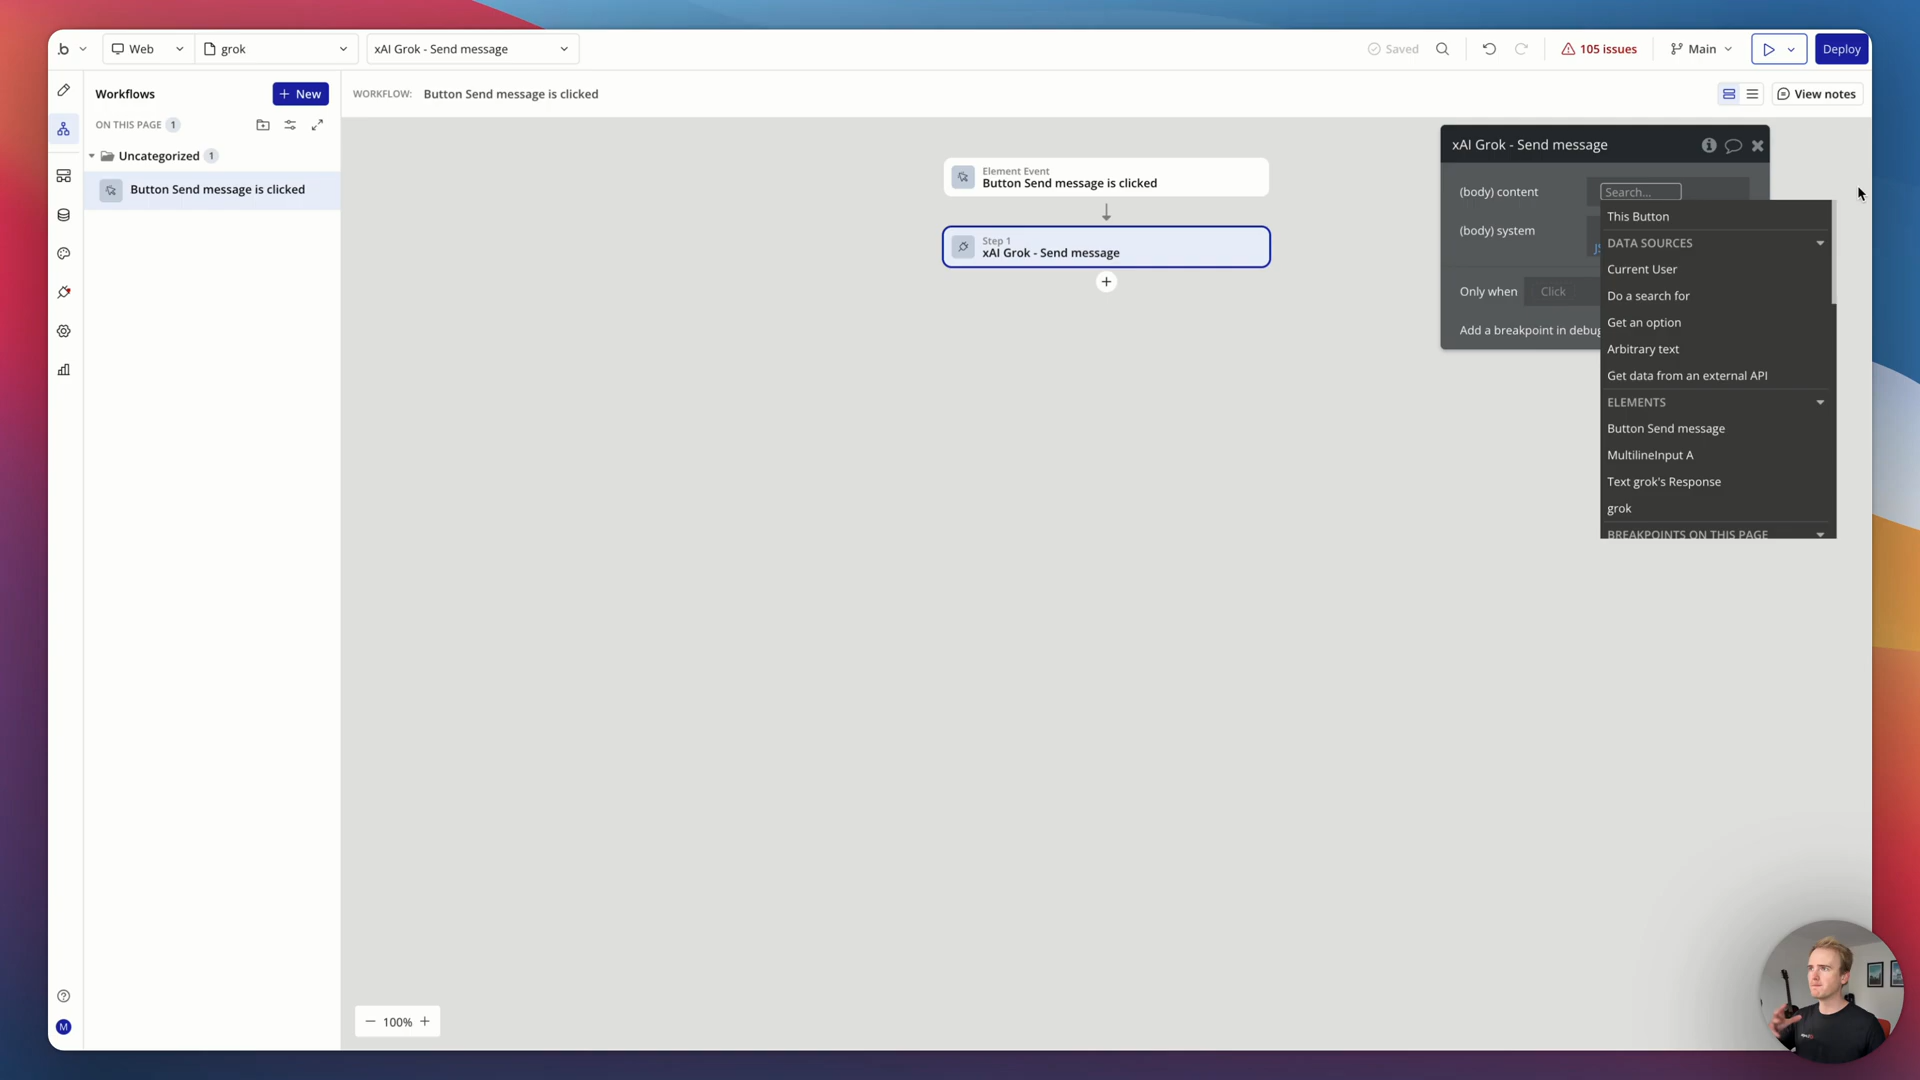 .b
Web
grok
xAI Grok - Send message
Saved
105 issues
Main
Deploy
Workflows
+ New
WORKFLOW: Button Send message is clicked
View notes
ON THIS PAGE 1
Uncategorized 1
Button Send message is clicked
Element Event
Button Send message is clicked
Step 1
xAI Grok - Send message
xAI Grok - Send message
(body) content
Search...
(body) system
Only when
Click
Add a breakpoint in debug
This Button
DATA SOURCES
Current User
Do a search for
Get an option
Arbitrary text
Get data from an external API
ELEMENTS
Button Send message
MultilineInput A
Text grok's Response
grok
BREAKPOINTS ON THIS PAGE
100%
M